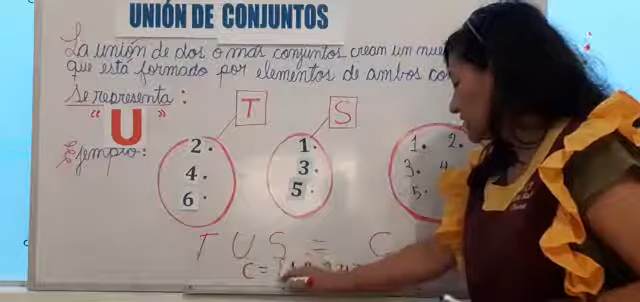 UNIÓN DE CONJUNTOS
La unión de dos o mas conjuntos crean un
que está formado por elementos de ambos
Se representa :
" U "
T S
Ejemplo:
2. 1. 1. 2.
4. 3. 3. 4
6. 5. 5.
T U S = C
C =